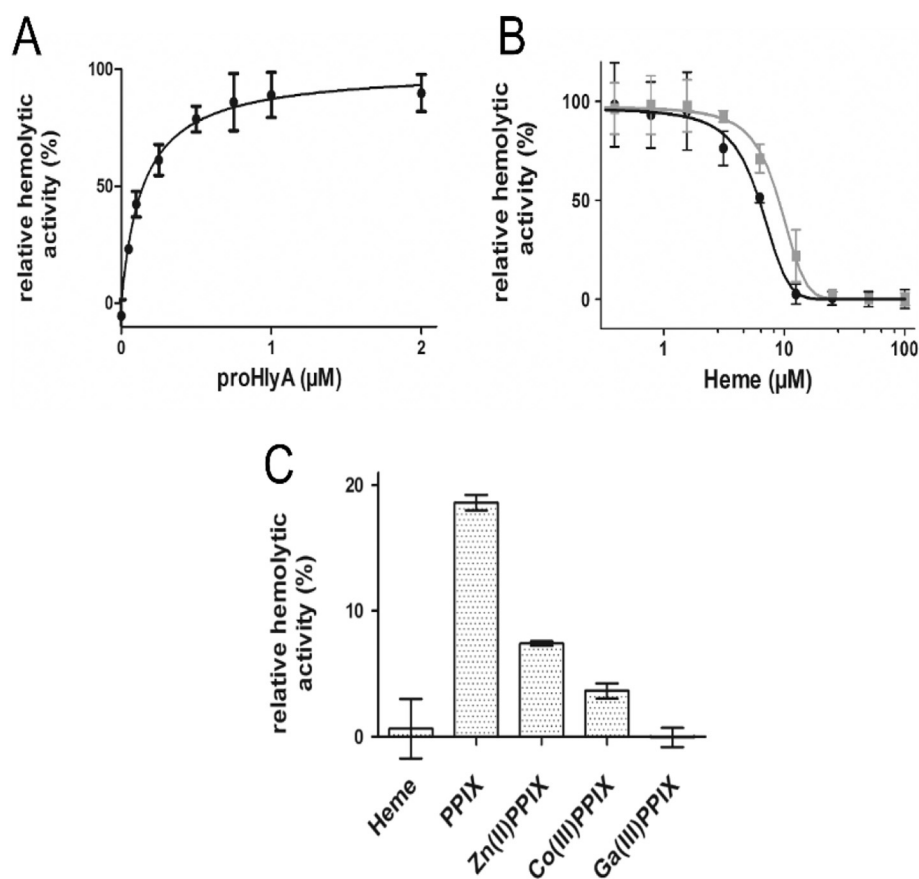 A
relative hemolytic
activity (%)
100
50
0
0
1
2
proHlyA (µM)
B
relative hemolytic
activity (%)
100
50
0
1
10
100
Heme (µM)
C
relative hemolytic
activity (%)
20
10
0
Heme
PPIX
Zn(II)PPIX
Co(III)PPIX
Ga(III)PPIX